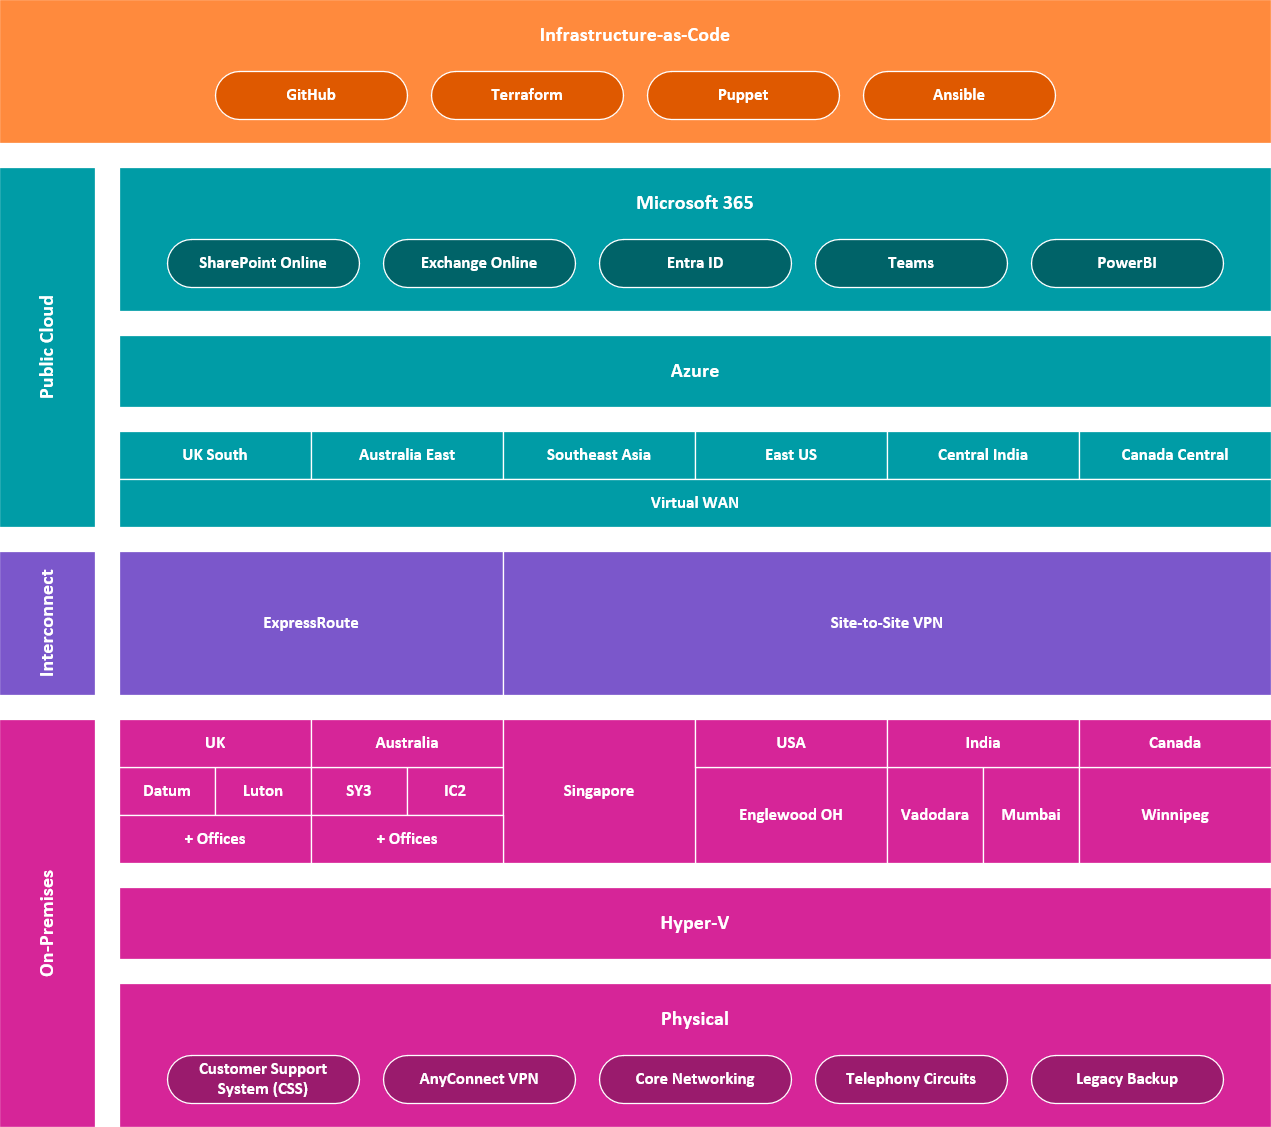 Infrastructure-as-Code
GitHub
Terraform
Puppet
Ansible
Public Cloud
Microsoft 365
SharePoint Online
Exchange Online
Entra ID
Teams
PowerBI
Azure
UK South
Australia East
Southeast Asia
East US
Central India
Canada Central
Virtual WAN
Interconnect
ExpressRoute
Site-to-Site VPN
On-Premises
UK
Australia
Singapore
USA
India
Canada
Datum
Luton
SY3
IC2
Englewood OH
Vadodara
Mumbai
Winnipeg
+ Offices
+ Offices
Hyper-V
Physical
Customer Support
System (CSS)
AnyConnect VPN
Core Networking
Telephony Circuits
Legacy Backup